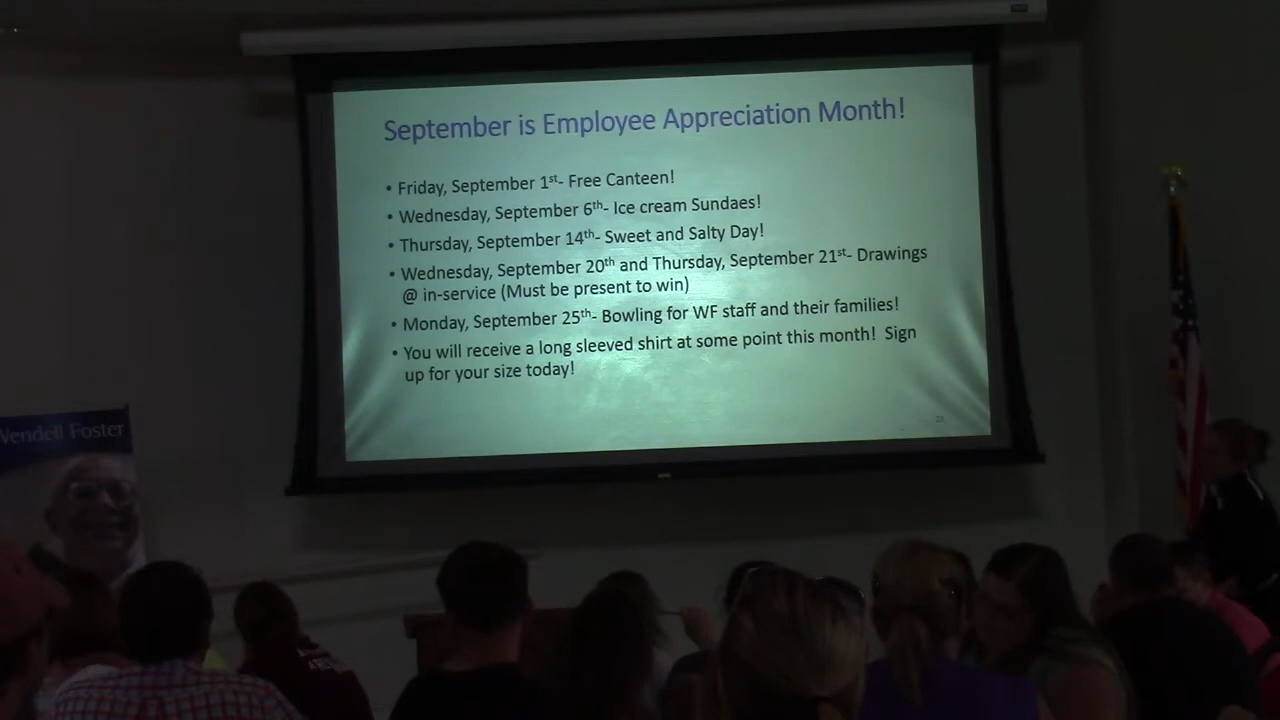 September is Employee Appreciation Month!
• Friday, September 1st- Free Canteen!
• Wednesday, September 6th- Ice cream Sundaes!
• Thursday, September 14th- Sweet and Salty Day!
• Wednesday, September 20th and Thursday, September 21st- Drawings
@ in-service (Must be present to win)
• Monday, September 25th- Bowling for WF staff and their families!
• You will receive a long sleeved shirt at some point this month! Sign
up for your size today!
Wendell Foster